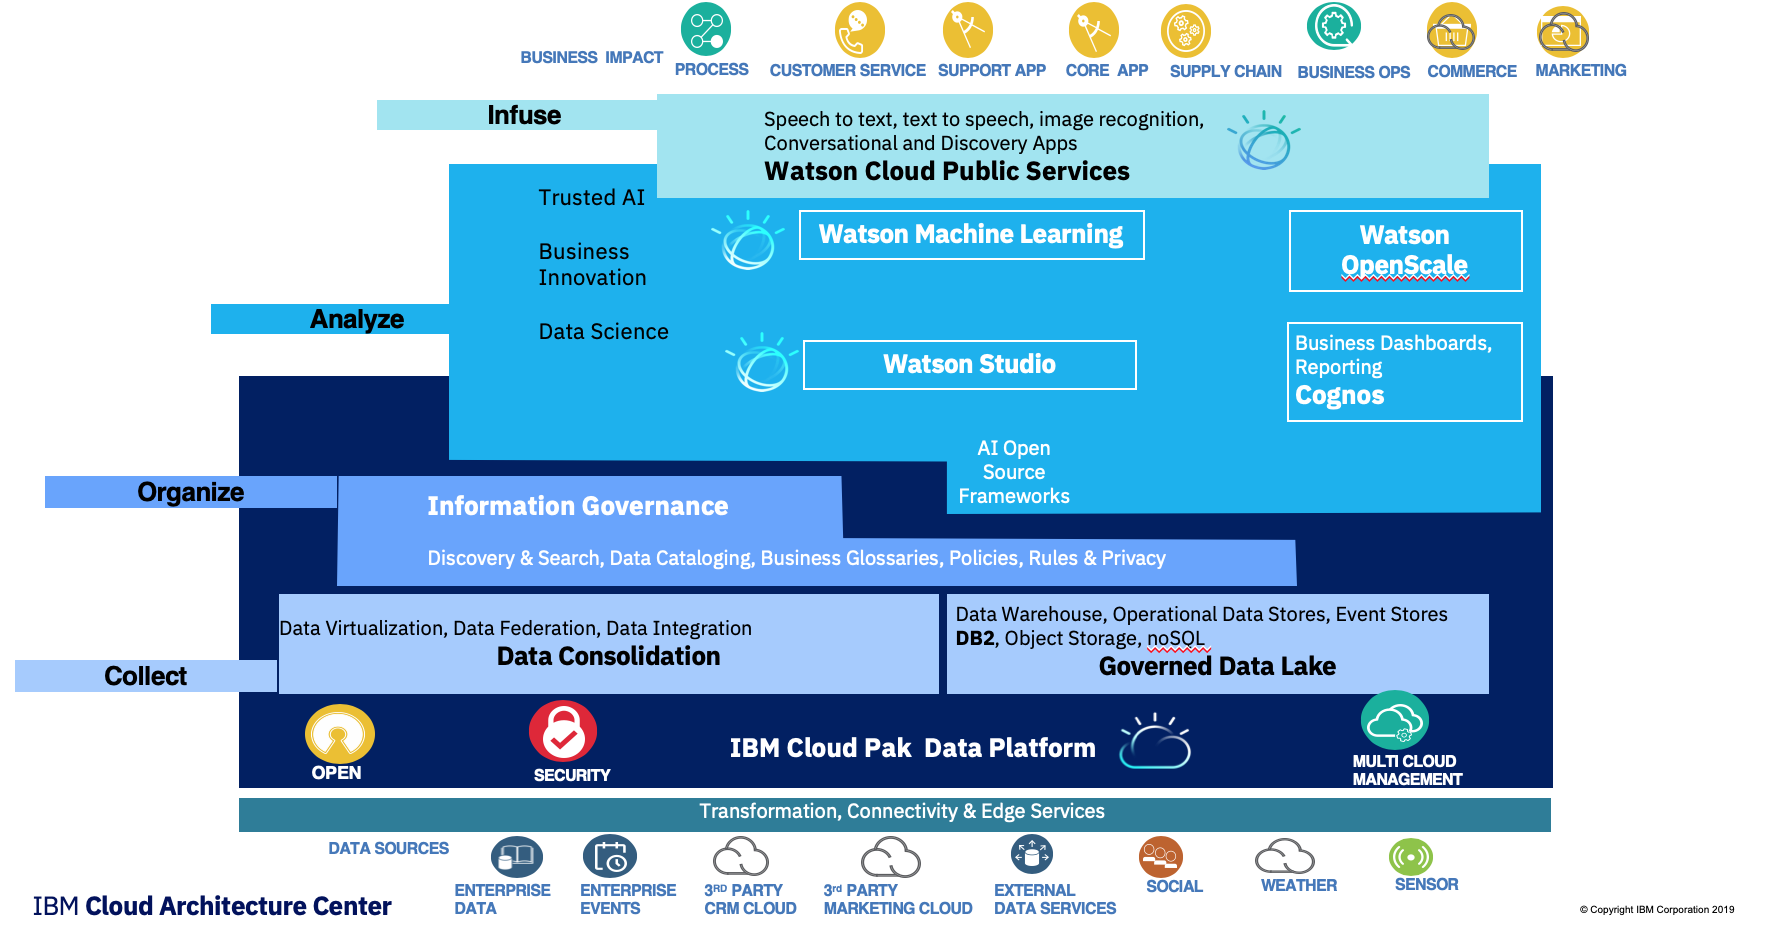 BUSINESS IMPACT
PROCESS
CUSTOMER SERVICE
SUPPORT APP
CORE APP
SUPPLY CHAIN
BUSINESS OPS
COMMERCE
MARKETING
Infuse
Speech to text, text to speech, image recognition,
Conversational and Discovery Apps
Watson Cloud Public Services
Trusted AI
Business
Innovation
Data Science
Watson Machine Learning
Watson
OpenScale
Analyze
Watson Studio
Business Dashboards,
Reporting
Cognos
AI Open
Source
Frameworks
Organize
Information Governance
Discovery & Search, Data Cataloging, Business Glossaries, Policies, Rules & Privacy
Collect
Data Virtualization, Data Federation, Data Integration
Data Consolidation
Data Warehouse, Operational Data Stores, Event Stores
DB2, Object Storage, noSQL
Governed Data Lake
OPEN
SECURITY
IBM Cloud Pak Data Platform
MULTI CLOUD
MANAGEMENT
Transformation, Connectivity & Edge Services
DATA SOURCES
ENTERPRISE
DATA
ENTERPRISE
EVENTS
3RD PARTY
CRM CLOUD
3rd PARTY
MARKETING CLOUD
EXTERNAL
DATA SERVICES
SOCIAL
WEATHER
SENSOR
IBM Cloud Architecture Center
© Copyright IBM Corporation 2019